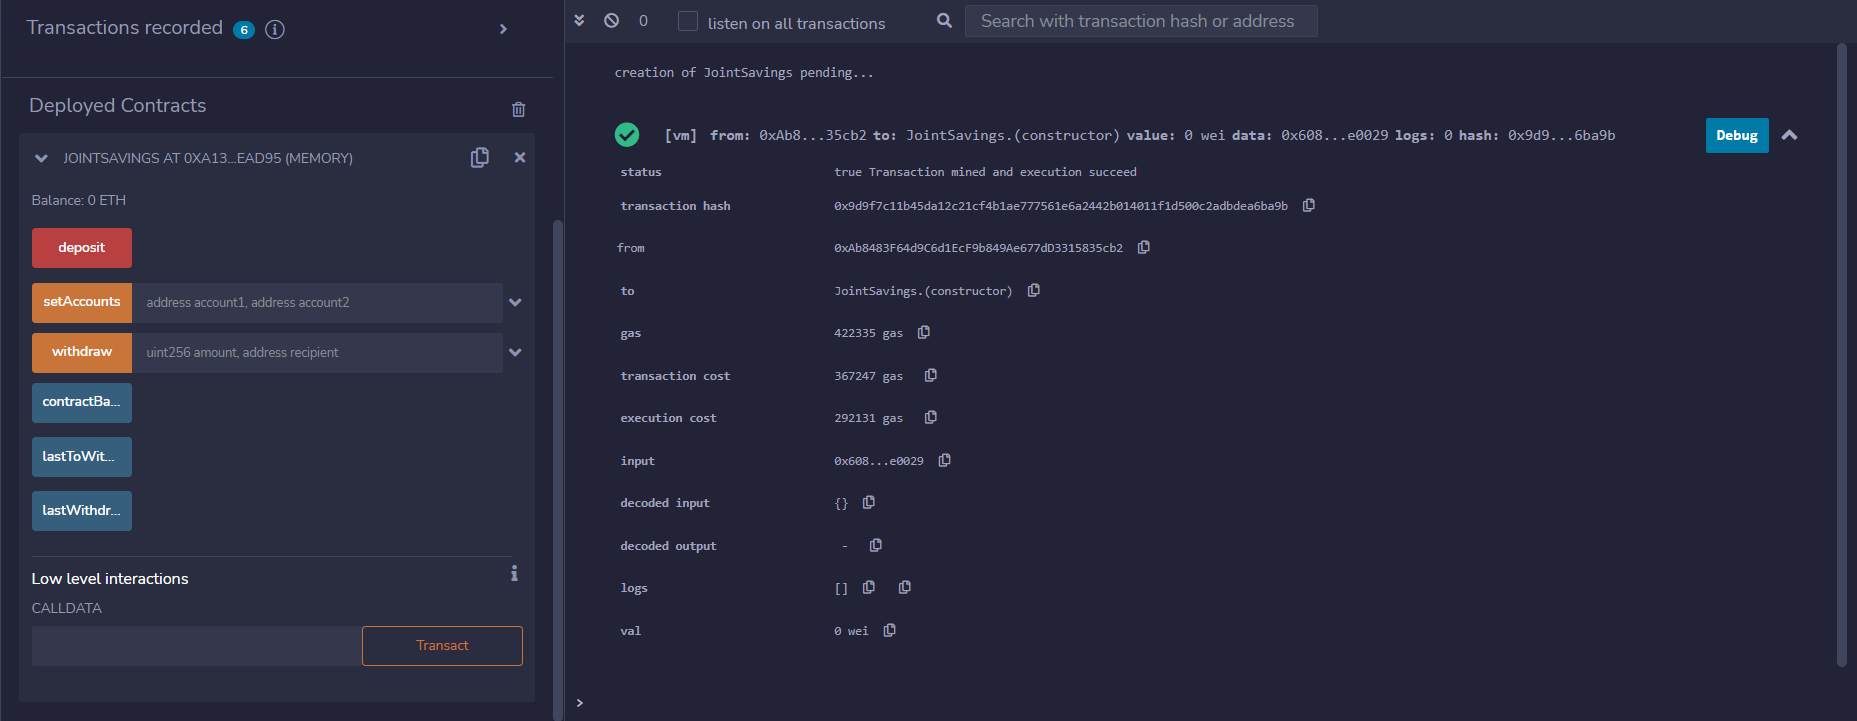 Transactions recorded 6
Deployed Contracts
JOINTSAVINGS AT 0XA13...EAD95 (MEMORY)
Balance: 0 ETH
deposit
setAccounts address account1, address account2
withdraw uint256 amount, address recipient
contractBa...
lastToWit...
lastWithdr...
Low level interactions
CALLDATA
Transact
0 listen on all transactions Search with transaction hash or address
creation of JointSavings pending...
[vm] from: 0xAb8...35cb2 to: JointSavings.(constructor) value: 0 wei data: 0x608...e0029 logs: 0 hash: 0x9d9...6ba9b Debug
status true Transaction mined and execution succeed
transaction hash 0x9d9f7c11b45da12c21cf4b1ae777561e6a2442b014011f1d500c2adbdea6ba9b
from 0xAb8483F64d9C6d1EcF9b849Ae677dD3315835cb2
to JointSavings.(constructor)
gas 422335 gas
transaction cost 367247 gas
execution cost 292131 gas
input 0x608...e0029
decoded input {}
decoded output -
logs []
val 0 wei
>